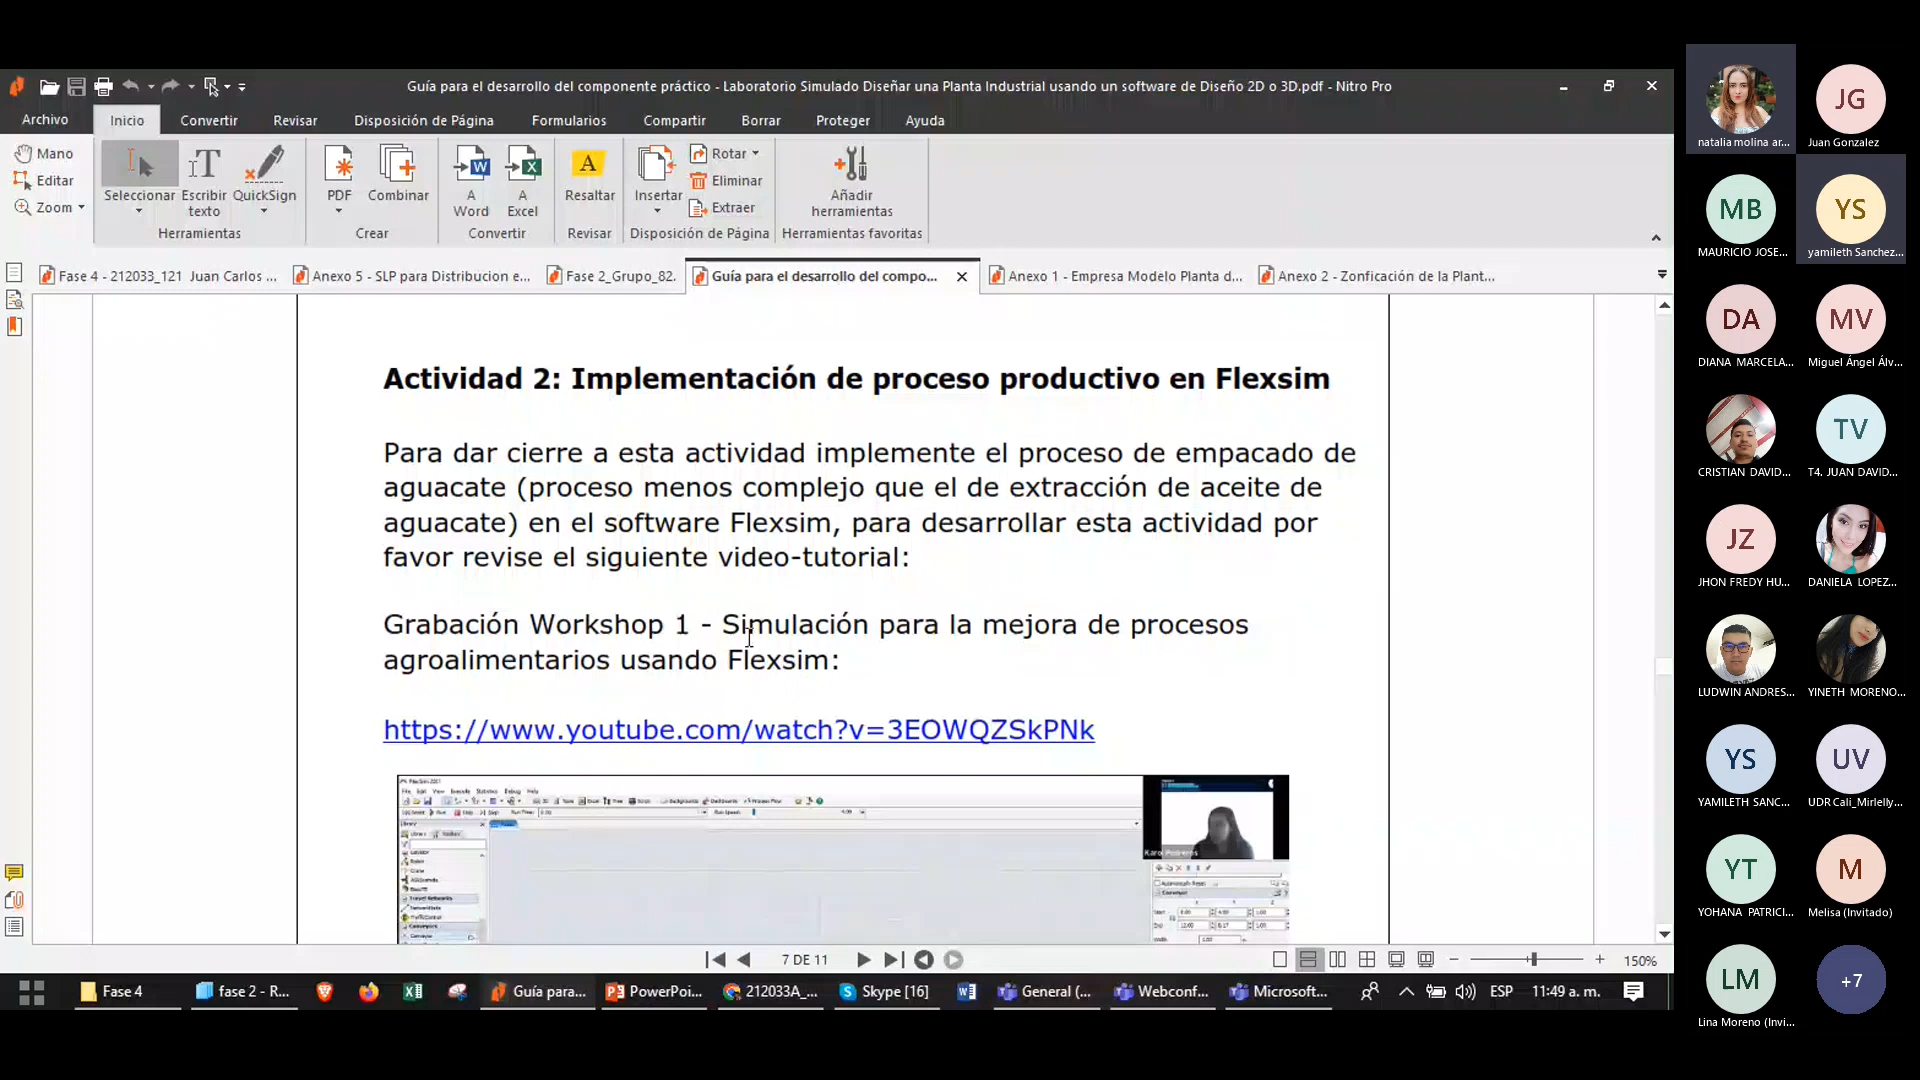 Guía para el desarrollo del componente práctico - Laboratorio Simulado Diseñar una Planta Industrial usando un software de Diseño 2D o 3D.pdf - Nitro Pro
Archivo Inicio Convertir Revisar Disposición de Página Formularios Compartir Borrar Proteger Ayuda
Mano
Editar
Zoom
Seleccionar
Escribir texto
QuickSign
Herramientas
PDF
Combinar
Crear
A Word
A Excel
Convertir
Resaltar
Revisar
Insertar
Rotar
Eliminar
Extraer
Disposición de Página
Añadir herramientas
Herramientas favoritas
Fase 4 - 212033_121 Juan Carlos ...
Anexo 5 - SLP para Distribucion e...
Fase 2_Grupo_82.
Guía para el desarrollo del compo...
Anexo 1 - Empresa Modelo Planta d...
Anexo 2 - Zonficación de la Plant...
Actividad 2: Implementación de proceso productivo en Flexsim
Para dar cierre a esta actividad implemente el proceso de empacado de
aguacate (proceso menos complejo que el de extracción de aceite de
aguacate) en el software Flexsim, para desarrollar esta actividad por
favor revise el siguiente video-tutorial:
Grabación Workshop 1 - Simulación para la mejora de procesos
agroalimentarios usando Flexsim:
https://www.youtube.com/watch?v=3EOWQZSkPNk
7 DE 11
150%
Fase 4
fase 2 - R...
Guía para...
PowerPoi...
212033A_...
Skype [16]
General (...
Webconf...
Microsoft...
ESP
11:49 a. m.
natalia molina ar...
JG
Juan Gonzalez
MB
MAURICIO JOSE...
YS
yamileth Sanchez...
DA
DIANA MARCELA...
MV
Miguel Ángel Álv...
CRISTIAN DAVID...
TV
T4. JUAN DAVID...
JZ
JHON FREDY HU...
DANIELA LOPEZ...
LUDWIN ANDRES...
YINETH MORENO...
YS
YAMILETH SANC...
UV
UDR Cali_Mirlelly...
YT
YOHANA PATRICI...
M
Melisa (Invitado)
LM
Lina Moreno (Invi...
+7